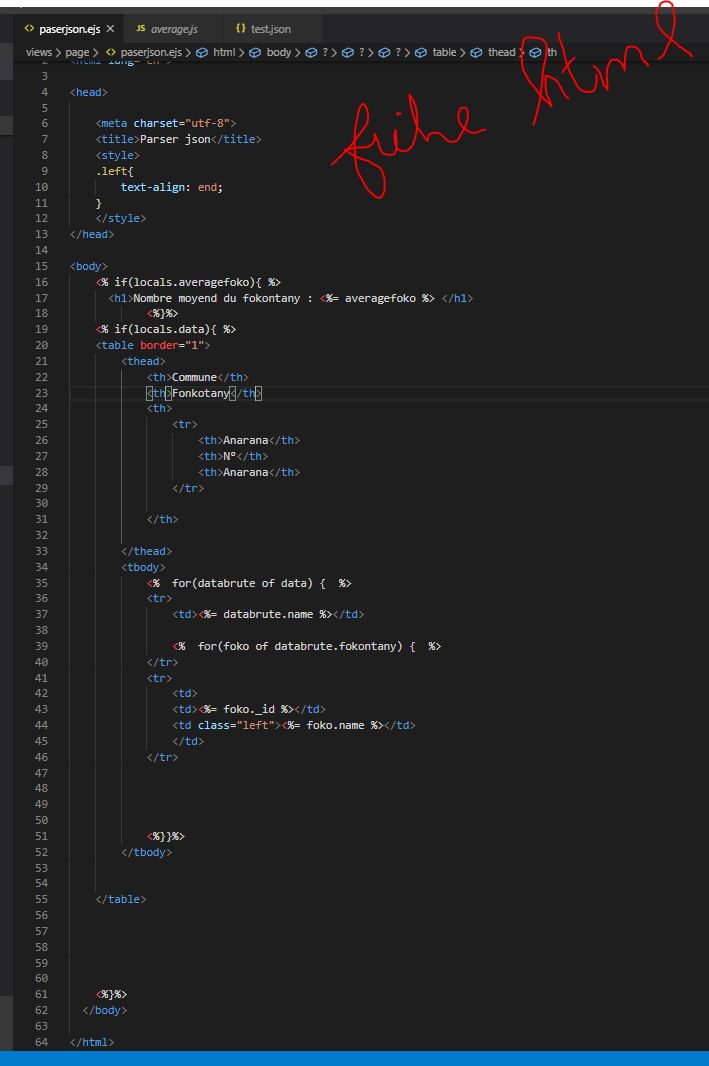 paserjson.ejs × JS average.js {} test.json
views > page > <> paserjson.ejs > html > body > ? > ? > ? > table > thead > th
2 <html lang="en">
3
4 <head>
5
6 <meta charset="utf-8">
7 <title>Parser json</title>
8 <style>
9 .left{
10 text-align: end;
11 }
12 </style>
13 </head>
14
15 <body>
16 <% if(locals.averagefoko){ %>
17 <h1>Nombre moyend du fokontany : <%= averagefoko %> </h1>
18 <%}%>
19 <% if(locals.data){ %>
20 <table border="1">
21 <thead>
22 <th>Commune</th>
23 <th>Fonkotany</th>
24 <th>
25 <tr>
26 <th>Anarana</th>
27 <th>N°</th>
28 <th>Anarana</th>
29 </tr>
30
31 </th>
32
33 </thead>
34 <tbody>
35 <% for(databrute of data) { %>
36 <tr>
37 <td><%= databrute.name %></td>
38
39 <% for(foko of databrute.fokontany) { %>
40 </tr>
41 <tr>
42 <td>
43 <td><%= foko._id %></td>
44 <td class="left"><%= foko.name %></td>
45 </td>
46 </tr>
47
48
49
50
51 <%}}%>
52 </tbody>
53
54
55 </table>
56
57
58
59
60
61 <%}%>
62 </body>
63
64 </html>